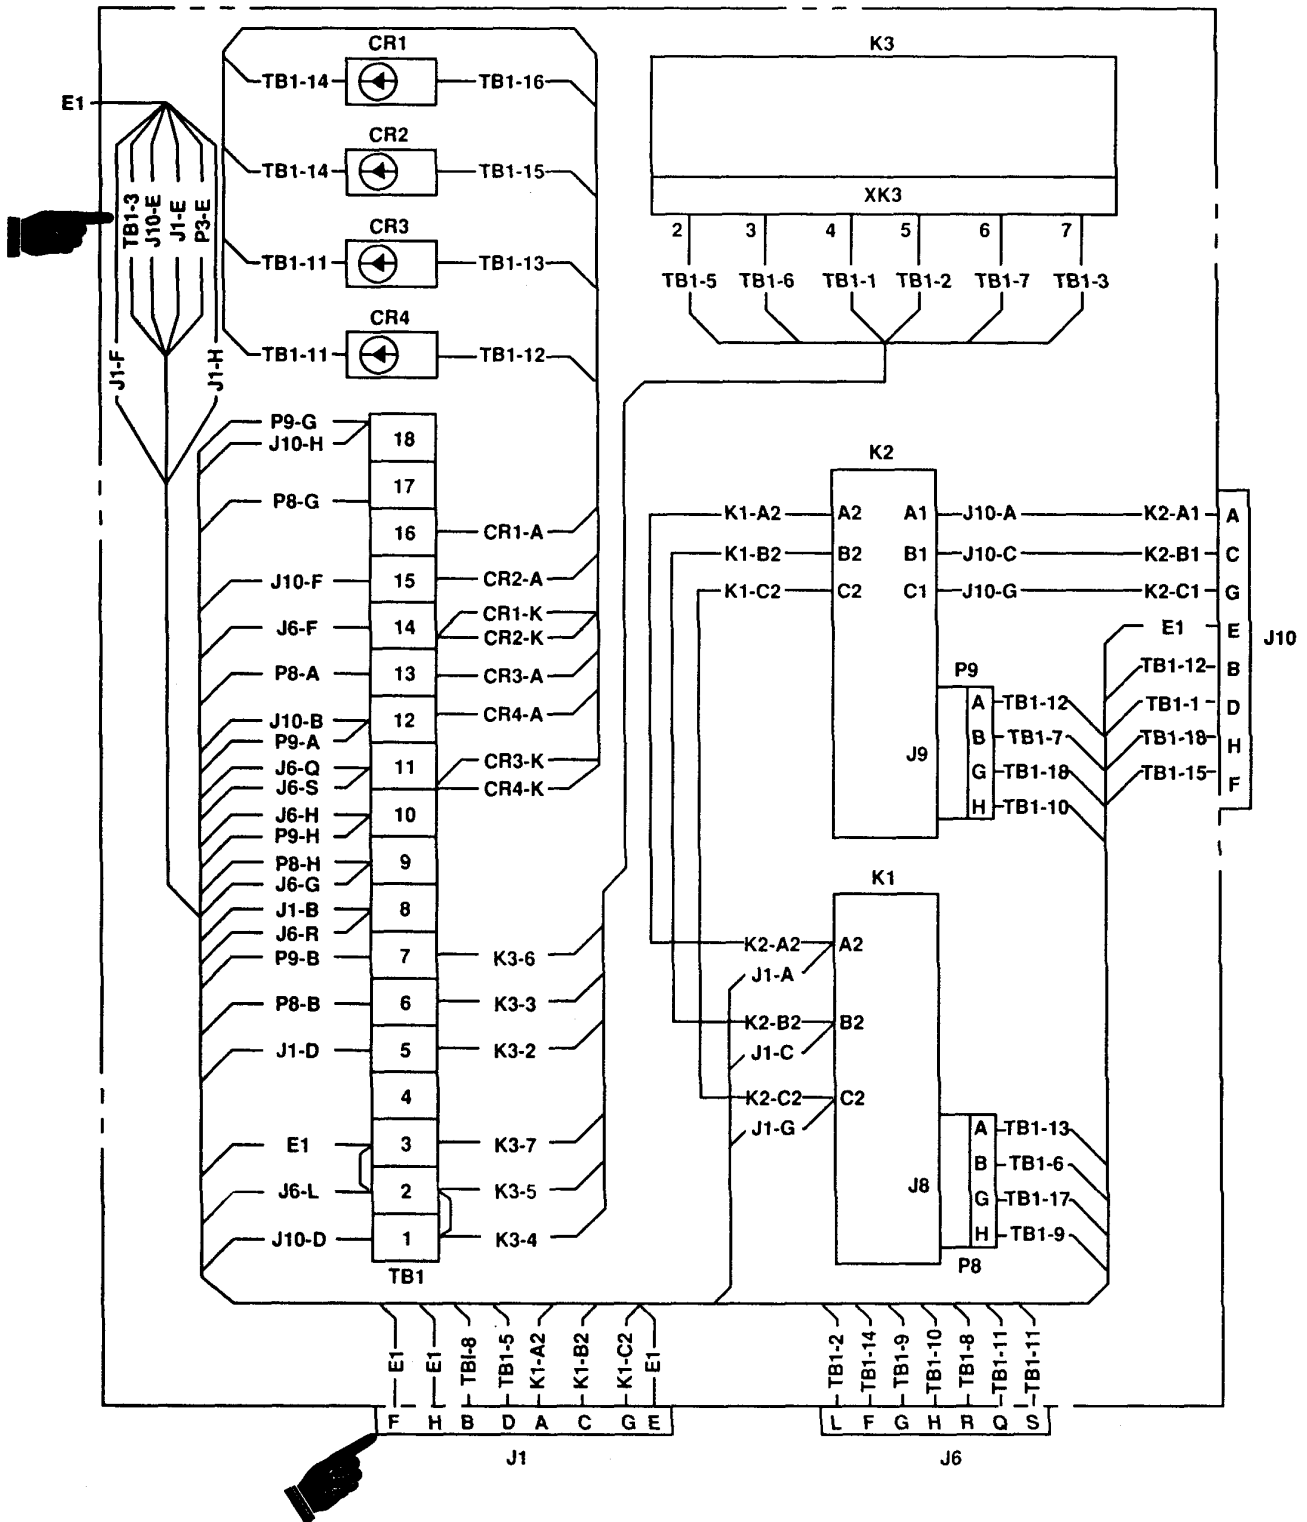 CR1
TB1-14
TB1-16
CR2
TB1-14
TB1-15
CR3
TB1-11
TB1-13
CR4
TB1-11
TB1-12
E1
J1-F
TB1-3
J10-E
J1-E
P3-E
J1-H
K3
XK3
2 3 4 5 6 7
TB1-5 TB1-6 TB1-1 TB1-2 TB1-7 TB1-3
P9-G
J10-H
18
17
P8-G
16
CR1-A
J10-F
15
CR2-A
CR1-K
J6-F
14
CR2-K
P8-A
13
CR3-A
J10-B
12
CR4-A
P9-A
J6-Q
11
CR3-K
J6-S
CR4-K
J6-H
10
P9-H
P8-H
9
J6-G
J1-B
8
J6-R
P9-B
7
K3-6
P8-B
6
K3-3
J1-D
5
K3-2
4
E1
3
K3-7
J6-L
2
K3-5
J10-D
1
K3-4
TB1
K2
K1-A2 A2 A1 J10-A K2-A1 A
K1-B2 B2 B1 J10-C K2-B1 C
K1-C2 C2 C1 J10-G K2-C1 G
E1 E
J10
TB1-12 B
TB1-1 D
TB1-18 H
TB1-15 F
P9
A TB1-12
B TB1-7
J9
G TB1-18
H TB1-10
K1
K2-A2 A2
J1-A
K2-B2 B2
J1-C
K2-C2 C2
J1-G
A TB1-13
B TB1-6
J8
G TB1-17
H TB1-9
P8
E1 E1 TBI-8 TB1-5 K1-A2 K1-B2 K1-C2 E1
F H B D A C G E
J1
TB1-2 TB1-14 TB1-9 TB1-10 TB1-8 TB1-11 TB1-11
L F G H R Q S
J6